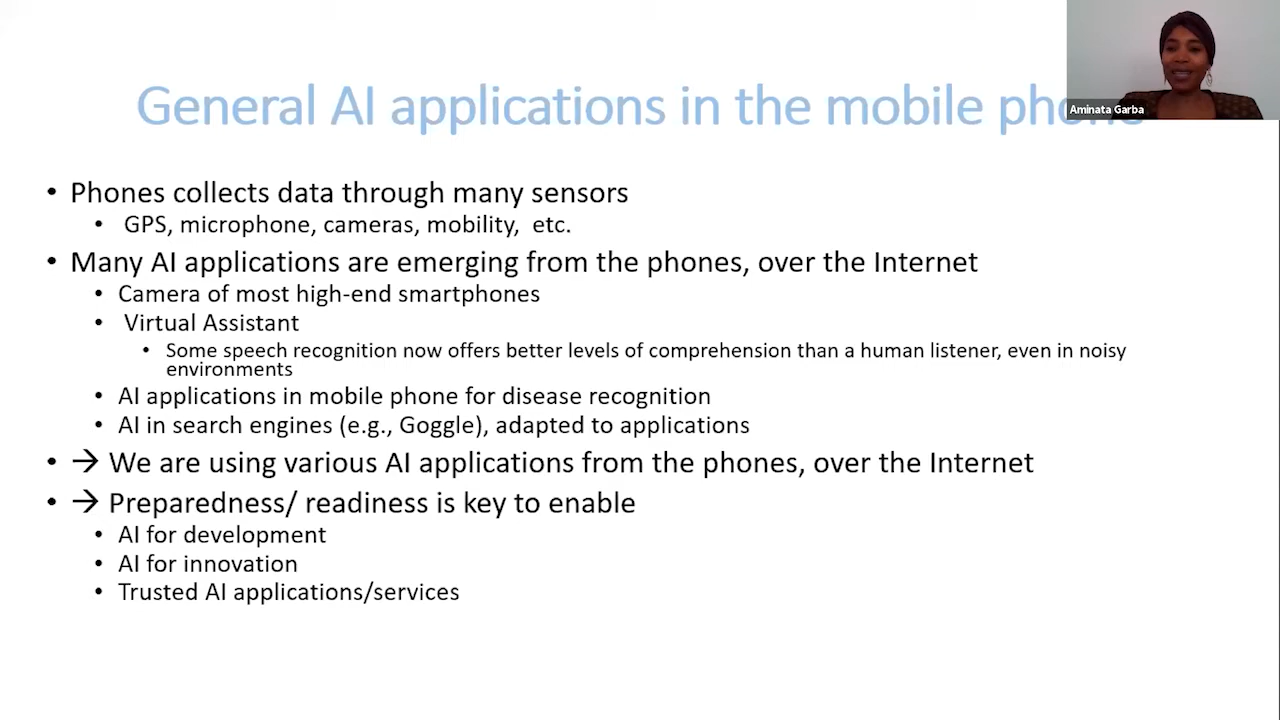 General AI applications in the mobile phone
Aminata Garba
• Phones collects data through many sensors
• GPS, microphone, cameras, mobility, etc.
• Many AI applications are emerging from the phones, over the Internet
• Camera of most high-end smartphones
• Virtual Assistant
• Some speech recognition now offers better levels of comprehension than a human listener, even in noisy
environments
• AI applications in mobile phone for disease recognition
• AI in search engines (e.g., Goggle), adapted to applications
• → We are using various AI applications from the phones, over the Internet
• → Preparedness/ readiness is key to enable
• AI for development
• AI for innovation
• Trusted AI applications/services